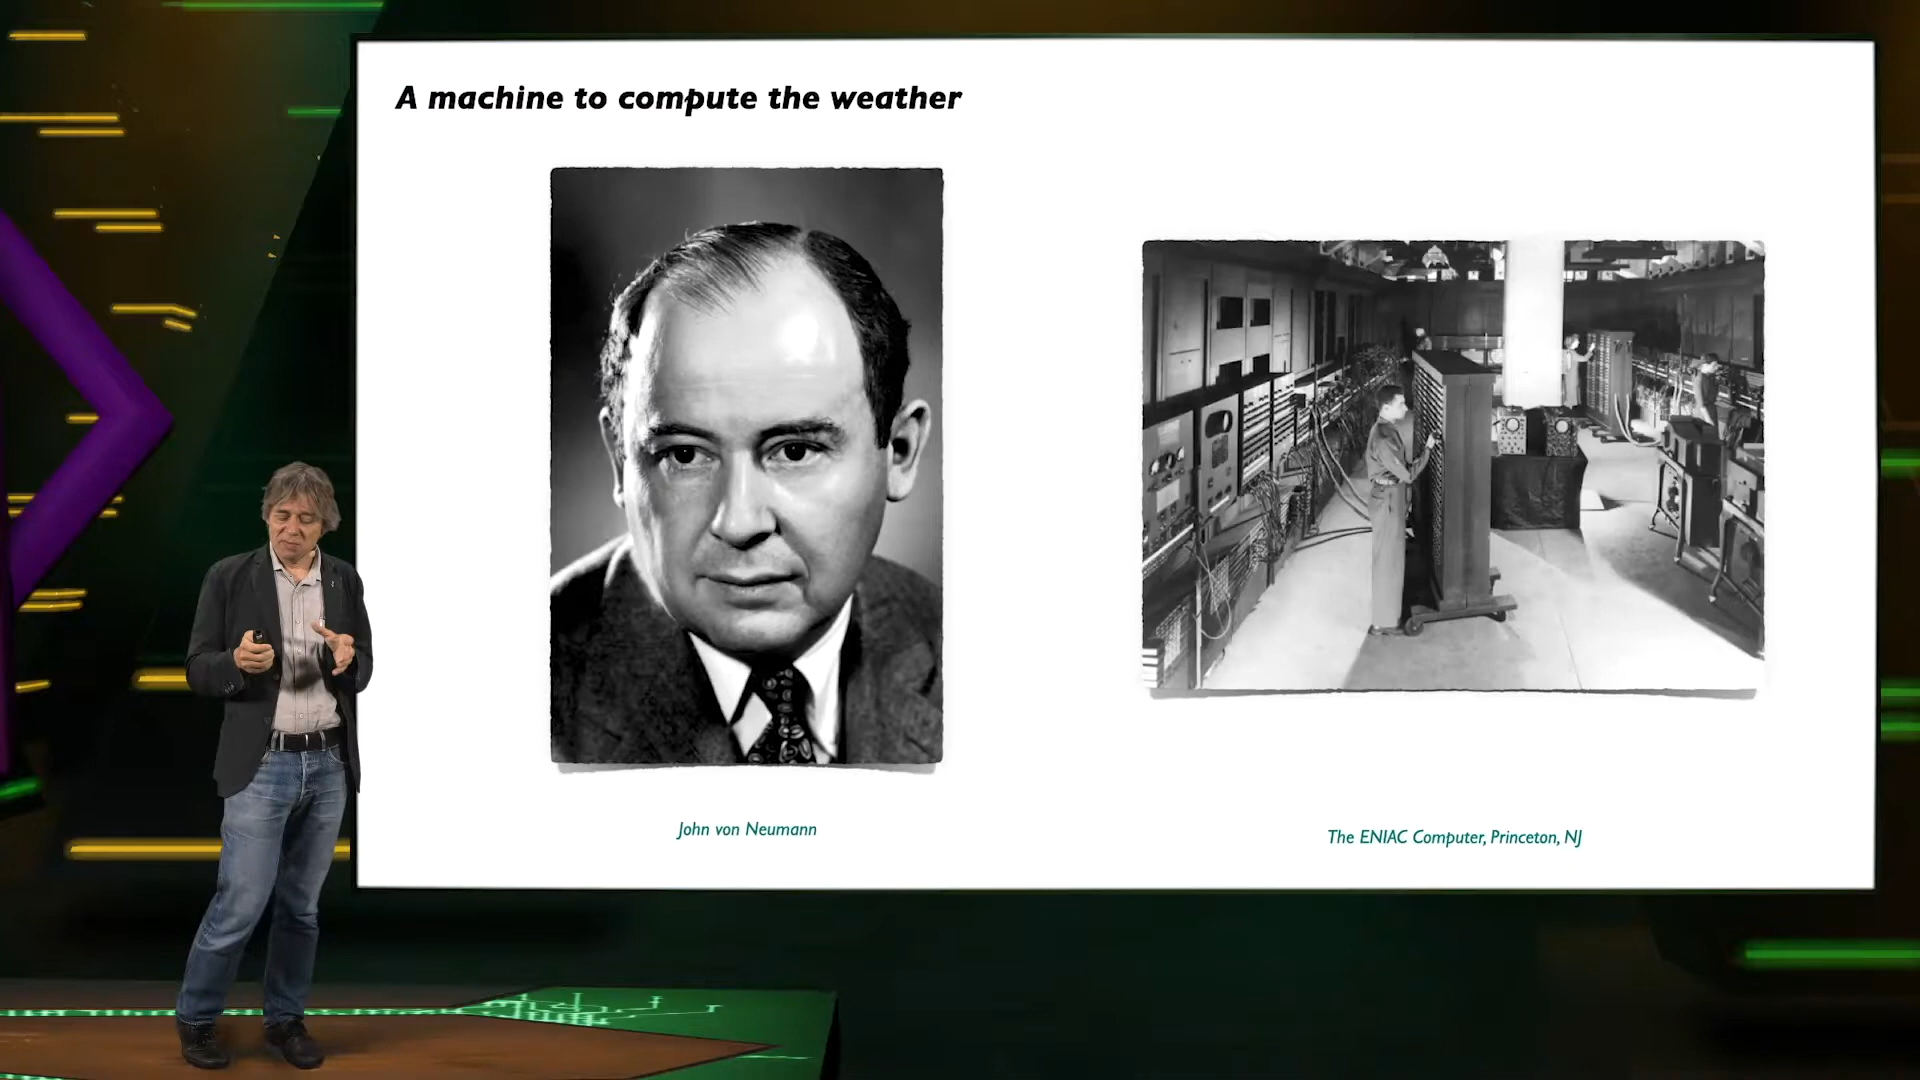 A machine to compute the weather
John von Neumann
The ENIAC Computer, Princeton, NJ